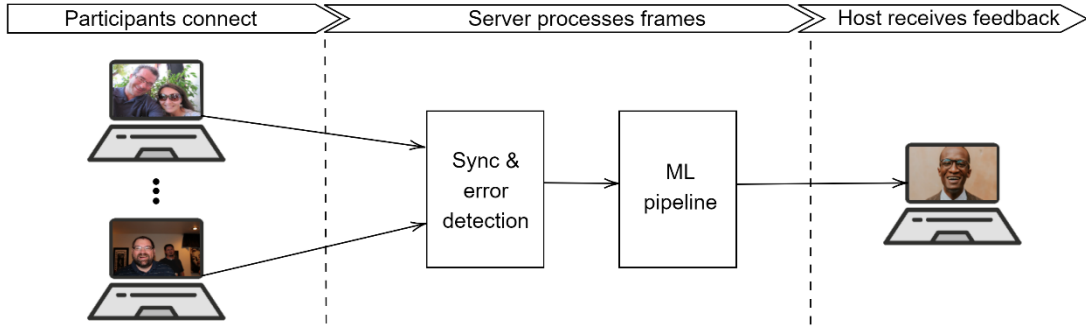 Participants connect
Server processes frames
Host receives feedback
Sync &
error
detection
ML
pipeline